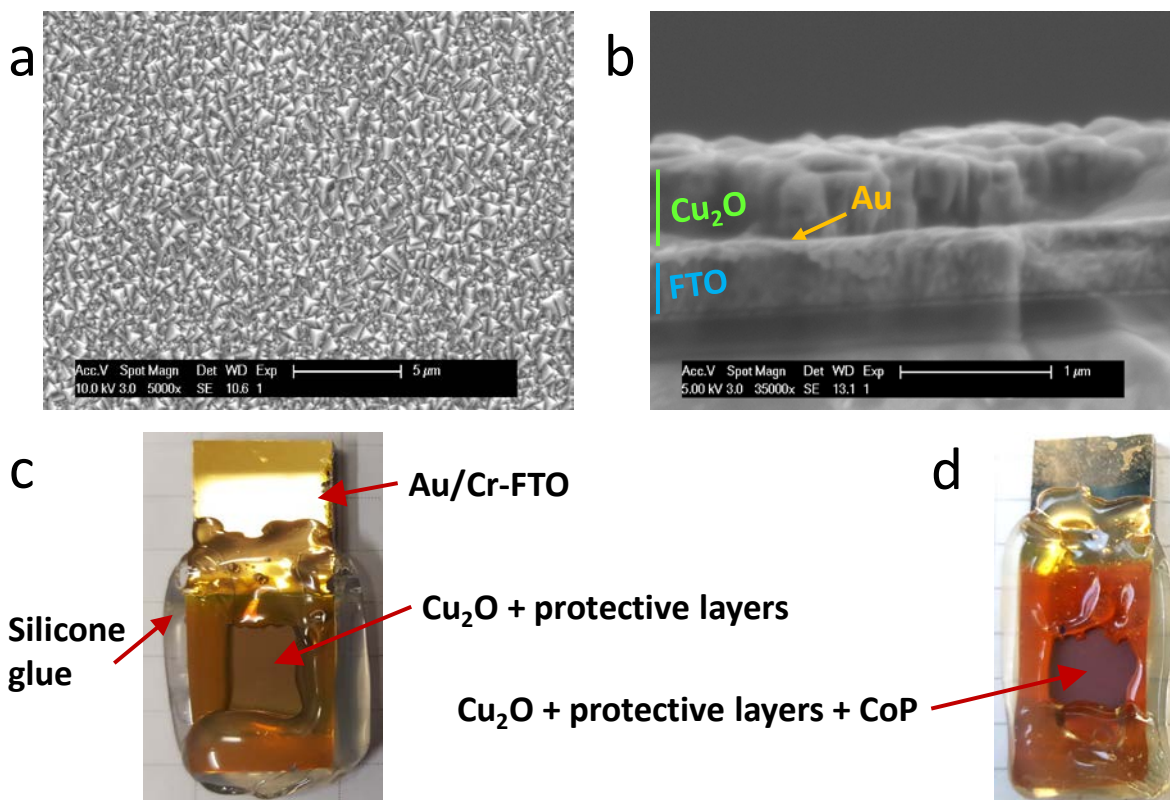 a
Acc.V Spot Magn Det WD Exp 5 µm
10.0 kV 3.0 5000x SE 10.6 1
b
Cu₂O
Au
FTO
Acc.V Spot Magn Det WD Exp 1 µm
5.00 kV 3.0 35000x SE 13.1 1
c
Au/Cr-FTO
Silicone
glue
Cu₂O + protective layers
d
Cu₂O + protective layers + CoP